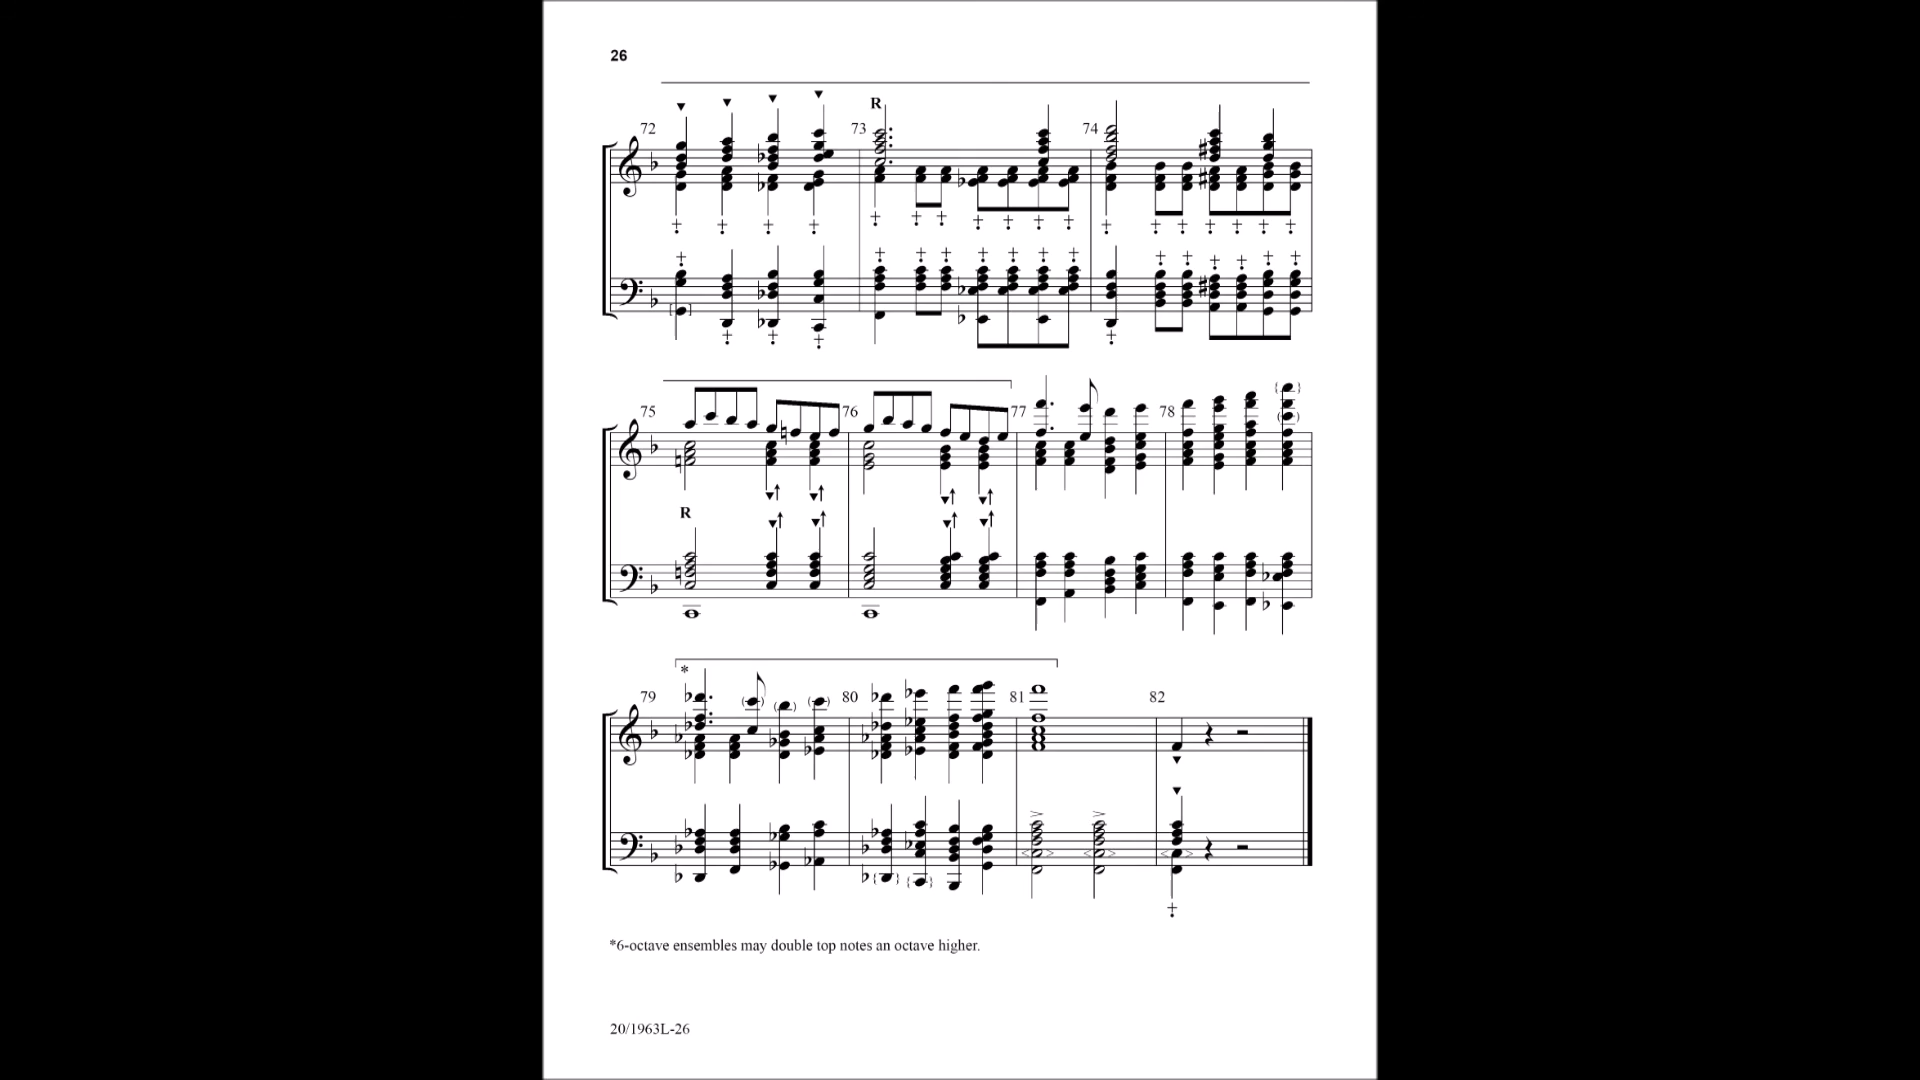 26
72 73 R 74
75 76 77 78
R
* 79 80 81 82
*6-octave ensembles may double top notes an octave higher.
20/1963L-26